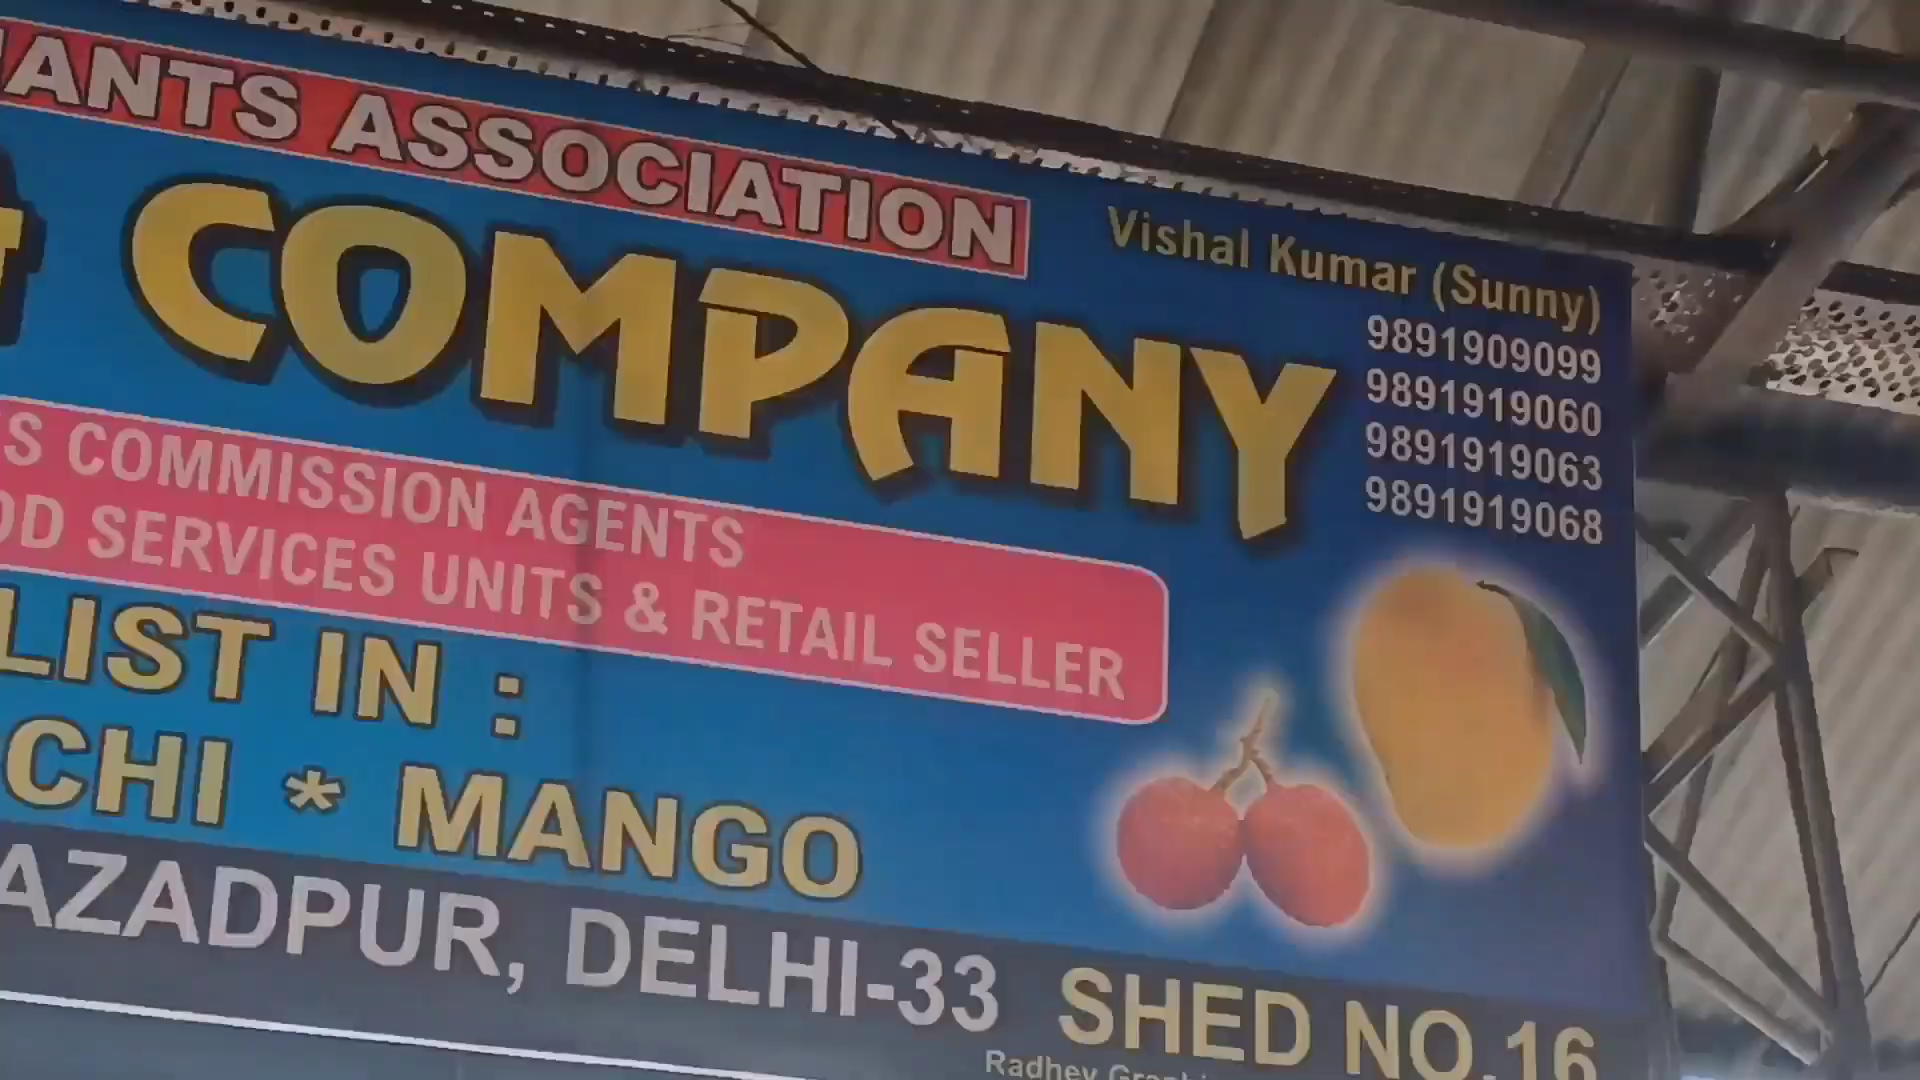 ANTS ASSOCIATION
COMPANY
Vishal Kumar (Sunny)
9891909099
9891919060
9891919063
9891919068
S COMMISSION AGENTS
OD SERVICES UNITS & RETAIL SELLER
LIST IN :
CHI * MANGO
AZADPUR, DELHI-33 SHED NO.16
Radhey